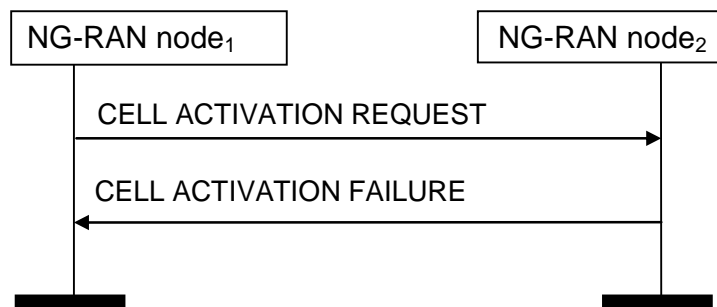 NG-RAN node₁
NG-RAN node₂
CELL ACTIVATION REQUEST
CELL ACTIVATION FAILURE